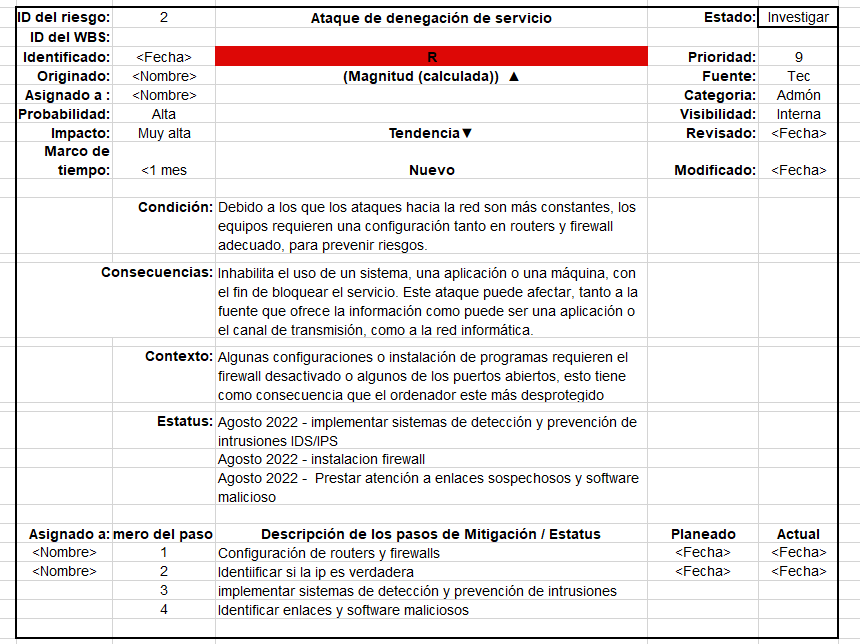 ID del riesgo: 2 Ataque de denegación de servicio Estado: Investigar
ID del WBS:
Identificado: <Fecha> R Prioridad: 9
Originado: <Nombre> (Magnitud (calculada)) ▲ Fuente: Tec
Asignado a : <Nombre> Categoria: Admón
Probabilidad: Alta Visibilidad: Interna
Impacto: Muy alta Tendencia▼ Revisado: <Fecha>
Marco de
tiempo: <1 mes Nuevo Modificado: <Fecha>
Condición: Debido a los que los ataques hacia la red son más constantes, los
equipos requieren una configuración tanto en routers y firewall
adecuado, para prevenir riesgos.
Consecuencias: Inhabilita el uso de un sistema, una aplicación o una máquina, con
el fin de bloquear el servicio. Este ataque puede afectar, tanto a la
fuente que ofrece la información como puede ser una aplicación o
el canal de transmisión, como a la red informática.
Contexto: Algunas configuraciones o instalación de programas requieren el
firewall desactivado o algunos de los puertos abiertos, esto tiene
como consecuencia que el ordenador este más desprotegido
Estatus: Agosto 2022 - implementar sistemas de detección y prevención de
intrusiones IDS/IPS
Agosto 2022 - instalacion firewall
Agosto 2022 - Prestar atención a enlaces sospechosos y software
malicioso
Asignado a: mero del paso Descripción de los pasos de Mitigación / Estatus Planeado Actual
<Nombre> 1 Configuración de routers y firewalls <Fecha> <Fecha>
<Nombre> 2 Identiificar si la ip es verdadera <Fecha> <Fecha>
3 implementar sistemas de detección y prevención de intrusiones
4 Identificar enlaces y software maliciosos